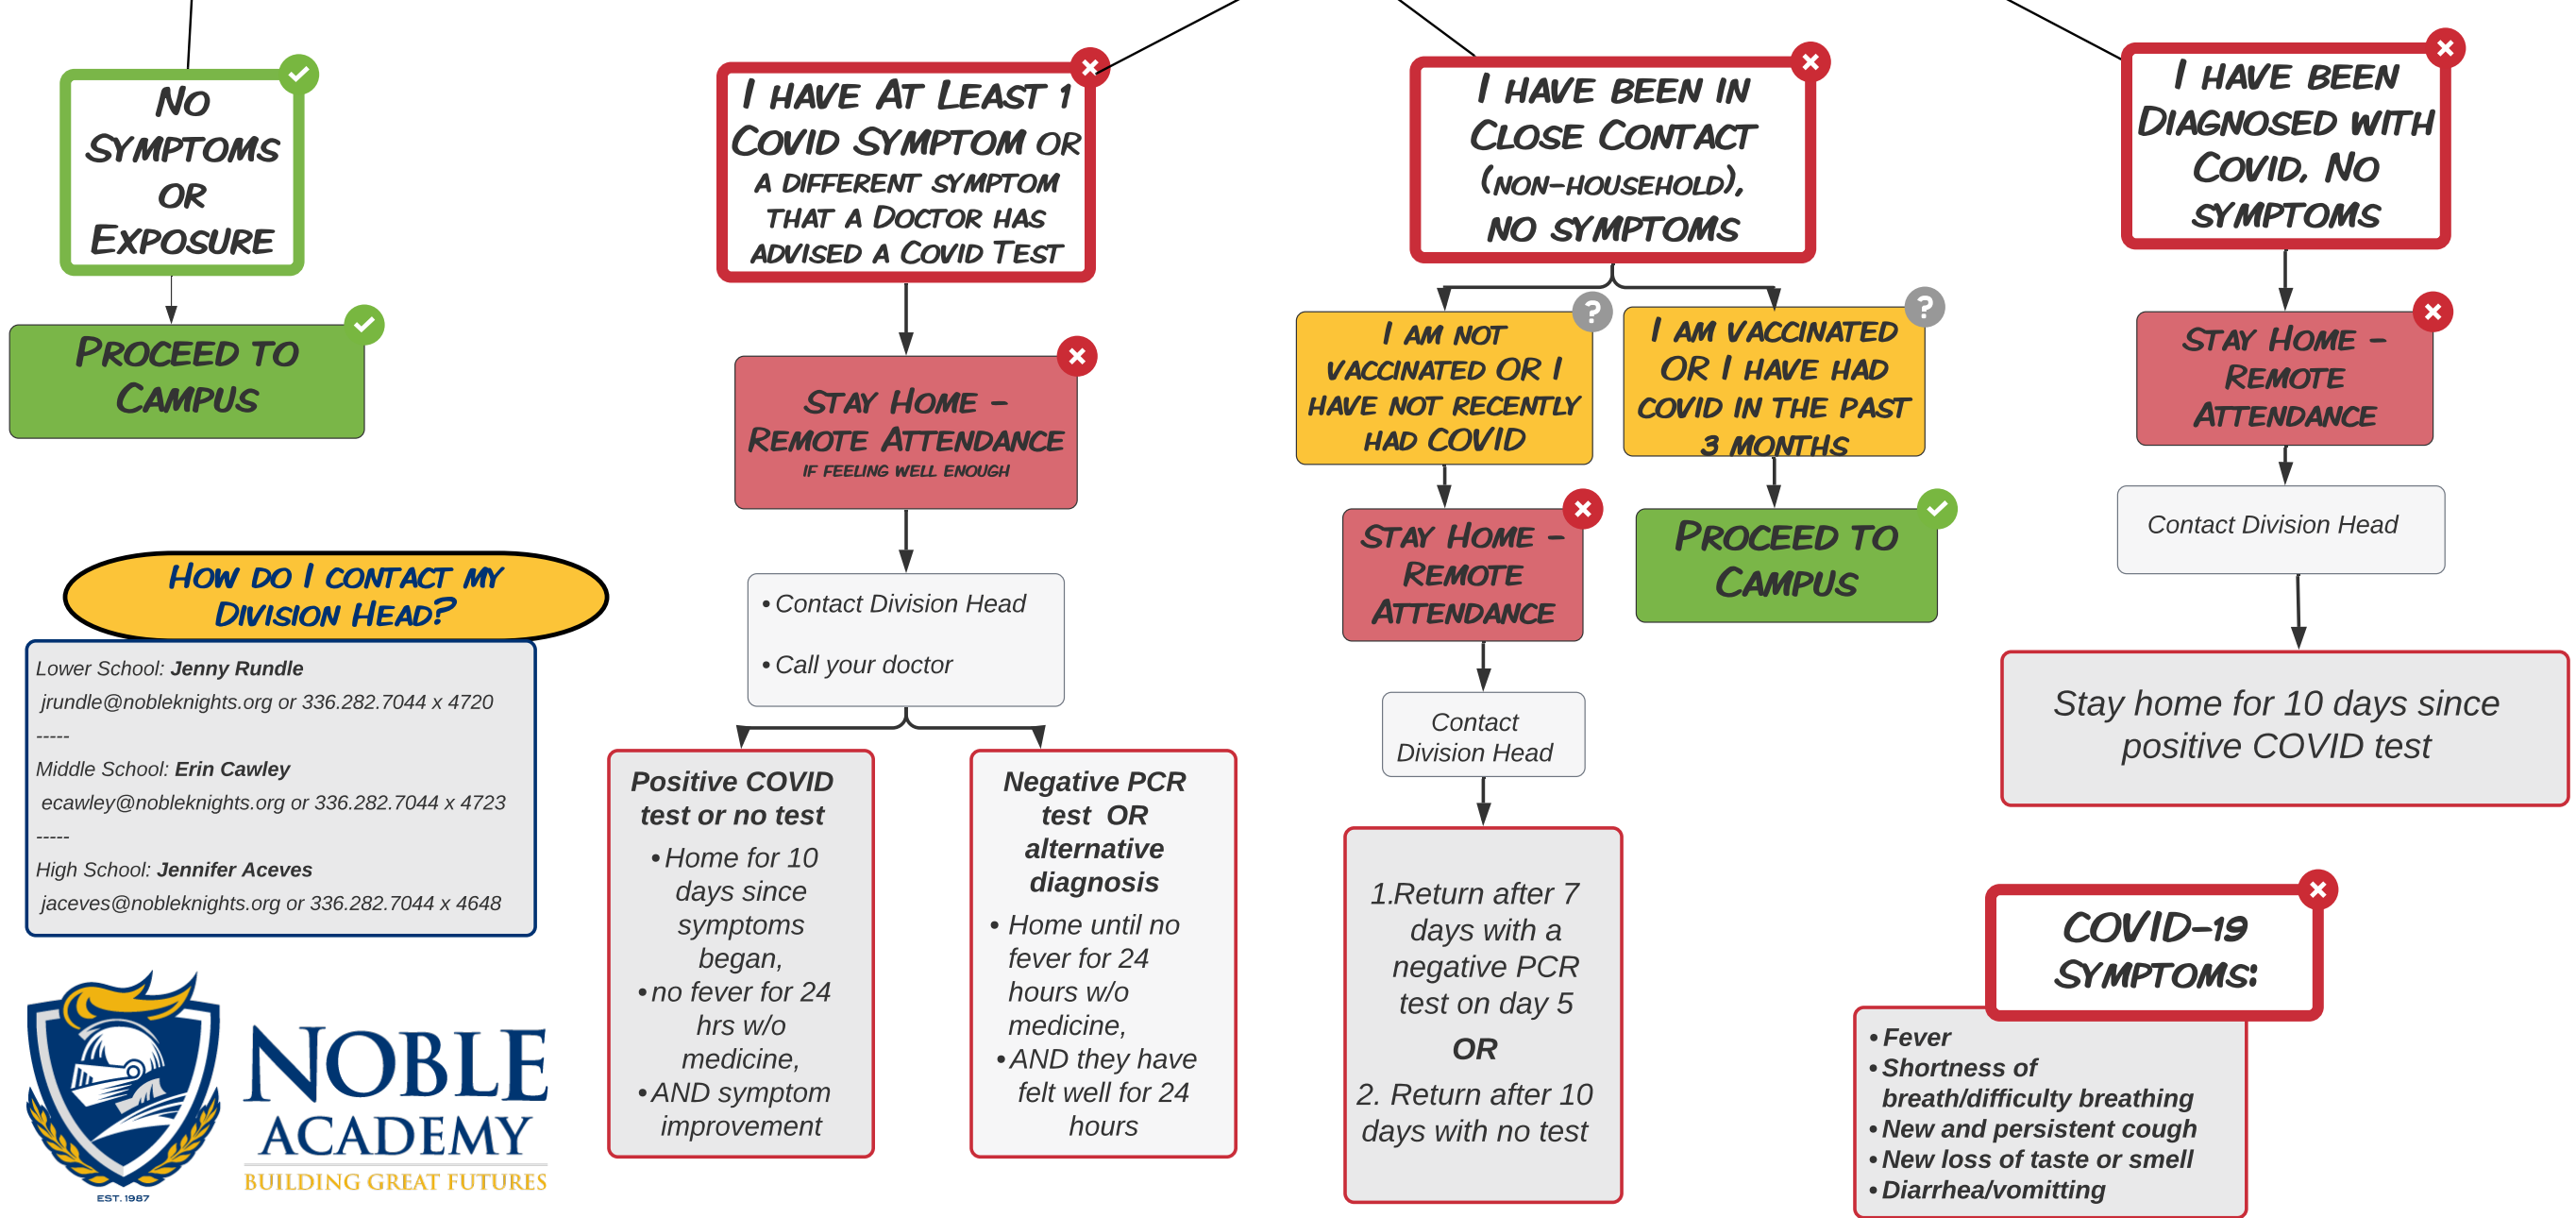 No
Symptoms
or
Exposure
Proceed to
Campus
I have At Least 1
Covid Symptom or
a different symptom
that a Doctor has
advised a Covid Test
Stay Home -
Remote Attendance
if feeling well enough
• Contact Division Head
• Call your doctor
Positive COVID
test or no test
• Home for 10
days since
symptoms
began,
• no fever for 24
hrs w/o
medicine,
• AND symptom
improvement
Negative PCR
test OR
alternative
diagnosis
• Home until no
fever for 24
hours w/o
medicine,
• AND they have
felt well for 24
hours
I have been in
Close Contact
(non-household),
no symptoms
I am not
vaccinated OR I
have not recently
had COVID
Stay Home -
Remote
Attendance
Contact
Division Head
1.Return after 7
days with a
negative PCR
test on day 5
OR
2. Return after 10
days with no test
I am vaccinated
OR I have had
covid in the past
3 months
Proceed to
Campus
I have been
Diagnosed with
Covid, No
symptoms
Stay Home -
Remote
Attendance
Contact Division Head
Stay home for 10 days since
positive COVID test
How do I contact my
Division Head?
Lower School: Jenny Rundle
jrundle@nobleknights.org or 336.282.7044 x 4720
-----
Middle School: Erin Cawley
ecawley@nobleknights.org or 336.282.7044 x 4723
-----
High School: Jennifer Aceves
jaceves@nobleknights.org or 336.282.7044 x 4648
EST. 1987
NOBLE
ACADEMY
BUILDING GREAT FUTURES
COVID-19
Symptoms:
• Fever
• Shortness of
breath/difficulty breathing
• New and persistent cough
• New loss of taste or smell
• Diarrhea/vomitting